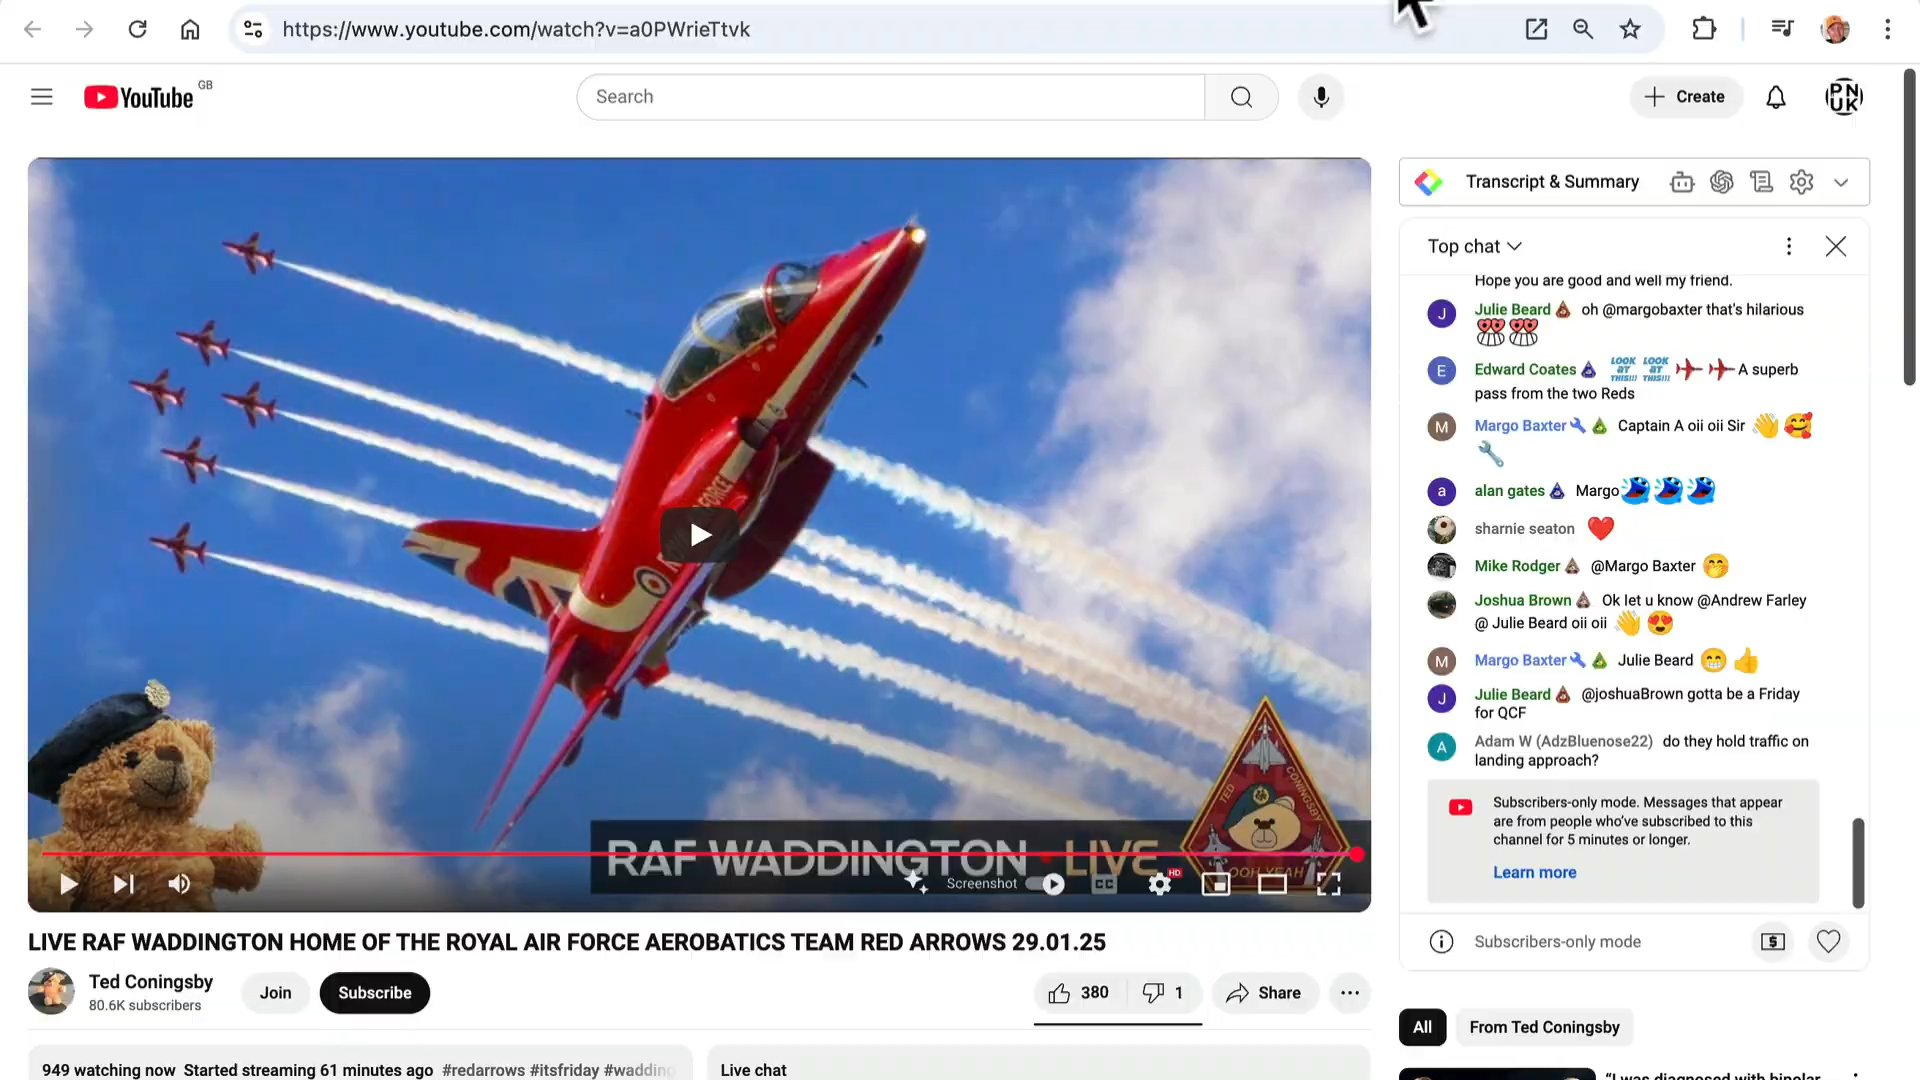 https://www.youtube.com/watch?v=a0PWrieTtvk
YouTube GB
Search
Create
PN
UK
Transcript & Summary
Top chat
Hope you are good and well my friend.
J Julie Beard oh @margobaxter that's hilarious
E Edward Coates LOOK AT THIS!!! LOOK AT THIS!!! A superb
pass from the two Reds
M Margo Baxter Captain A oii oii Sir
a alan gates Margo
sharnie seaton
Mike Rodger @Margo Baxter
Joshua Brown Ok let u know @Andrew Farley
@ Julie Beard oii oii
M Margo Baxter Julie Beard
J Julie Beard @joshuaBrown gotta be a Friday
for QCF
A Adam W (AdzBluenose22) do they hold traffic on
landing approach?
Subscribers-only mode. Messages that appear
are from people who've subscribed to this
channel for 5 minutes or longer.
Learn more
Subscribers-only mode
FORCE
TED CONINGSBY
OOH YEAH
RAF WADDINGTON LIVE
Screenshot
CC
HD
LIVE RAF WADDINGTON HOME OF THE ROYAL AIR FORCE AEROBATICS TEAM RED ARROWS 29.01.25
Ted Coningsby
80.6K subscribers
Join
Subscribe
380
1
Share
All
From Ted Coningsby
949 watching now Started streaming 61 minutes ago #redarrows #itsfriday #wadding
Live chat
"I was diagnosed with bipolar